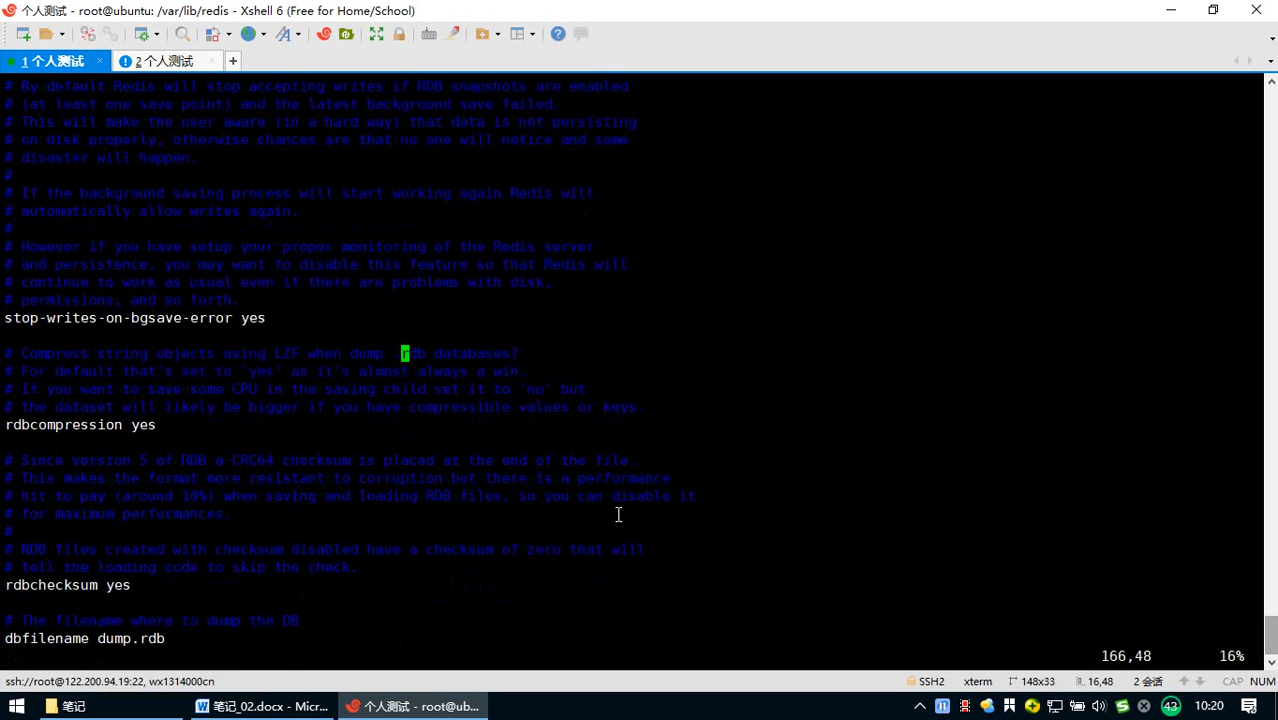 个人测试 - root@ubuntu: /var/lib/redis - Xshell 6 (Free for Home/School)
1 个人测试
2 个人测试
# By default Redis will stop accepting writes if RDB snapshots are enabled
# (at least one save point) and the latest background save failed.
# This will make the user aware (in a hard way) that data is not persisting
# on disk properly, otherwise chances are that no one will notice and some
# disaster will happen.
#
# If the background saving process will start working again Redis will
# automatically allow writes again.
#
# However if you have setup your proper monitoring of the Redis server
# and persistence, you may want to disable this feature so that Redis will
# continue to work as usual even if there are problems with disk,
# permissions, and so forth.
stop-writes-on-bgsave-error yes
# Compress string objects using LZF when dump .rdb databases?
# For default that's set to 'yes' as it's almost always a win.
# If you want to save some CPU in the saving child set it to 'no' but
# the dataset will likely be bigger if you have compressible values or keys.
rdbcompression yes
# Since version 5 of RDB a CRC64 checksum is placed at the end of the file.
# This makes the format more resistant to corruption but there is a performance
# hit to pay (around 10%) when saving and loading RDB files, so you can disable it
# for maximum performances.
#
# RDB files created with checksum disabled have a checksum of zero that will
# tell the loading code to skip the check.
rdbchecksum yes
# The filename where to dump the DB
dbfilename dump.rdb
166,48 16%
ssh://root@122.200.94.19:22, wx1314000cn SSH2 xterm 148x33 16,48 2 会话 CAP NUM
笔记 笔记_02.docx - Micr... 个人测试 - root@ub... 43 10:20